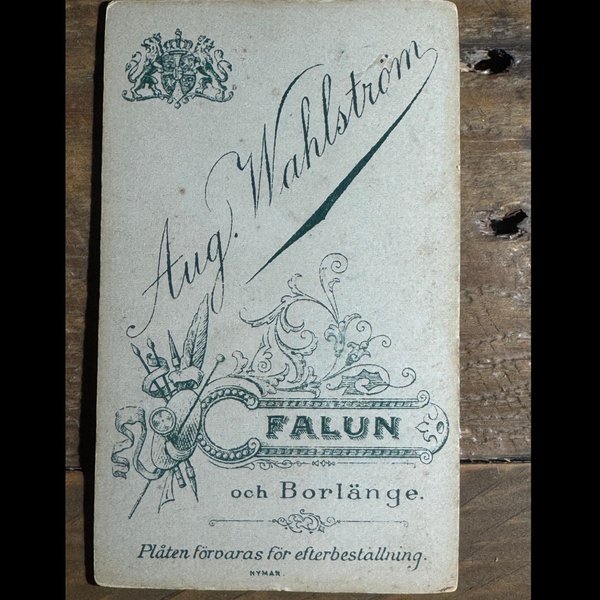 Aug. Wahlström
FALUN
och Borlänge.
Plåten förvaras för efterbeställning.
NYMAN.